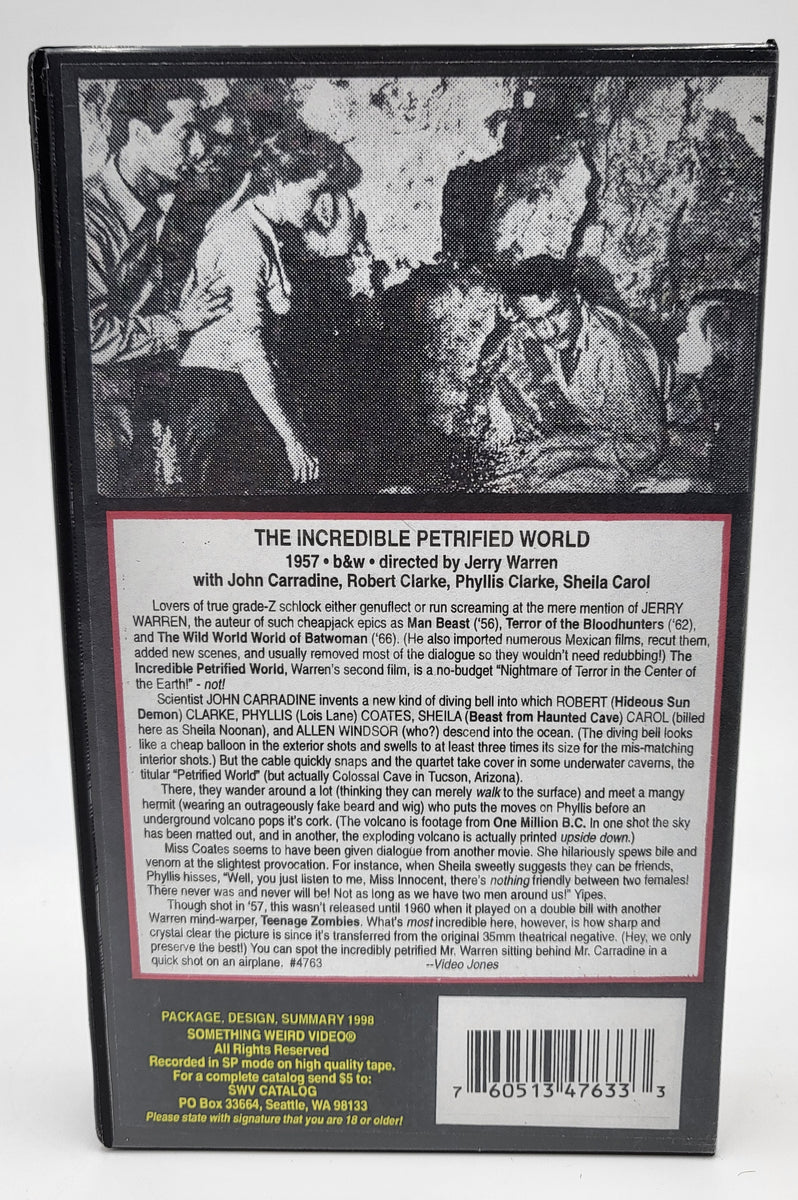 THE INCREDIBLE PETRIFIED WORLD
1957 • b&w • directed by Jerry Warren
with John Carradine, Robert Clarke, Phyllis Clarke, Sheila Carol
Lovers of true grade-Z schlock either genuflect or run screaming at the mere mention of JERRY
WARREN, the auteur of such cheapjack epics as Man Beast ('56), Terror of the Bloodhunters ('62),
and The Wild World World of Batwoman ('66). (He also imported numerous Mexican films, recut them,
added new scenes, and usually removed most of the dialogue so they wouldn't need redubbing!) The
Incredible Petrified World, Warren's second film, is a no-budget "Nightmare of Terror in the Center of
the Earth!" - not!
Scientist JOHN CARRADINE invents a new kind of diving bell into which ROBERT (Hideous Sun
Demon) CLARKE, PHYLLIS (Lois Lane) COATES, SHEILA (Beast from Haunted Cave) CAROL (billed
here as Sheila Noonan), and ALLEN WINDSOR (who?) descend into the ocean. (The diving bell looks
like a cheap balloon in the exterior shots and swells to at least three times its size for the mis-matching
interior shots.) But the cable quickly snaps and the quartet take cover in some underwater caverns, the
titular "Petrified World" (but actually Colossal Cave in Tucson, Arizona).
There, they wander around a lot (thinking they can merely walk to the surface) and meet a mangy
hermit (wearing an outrageously fake beard and wig) who puts the moves on Phyllis before an
underground volcano pops it's cork. (The volcano is footage from One Million B.C. In one shot the sky
has been matted out, and in another, the exploding volcano is actually printed upside down.)
Miss Coates seems to have been given dialogue from another movie. She hilariously spews bile and
venom at the slightest provocation. For instance, when Sheila sweetly suggests they can be friends,
Phyllis hisses, "Well, you just listen to me, Miss Innocent, there's nothing friendly between two females!
There never was and never will be! Not as long as we have two men around us!" Yipes.
Though shot in '57, this wasn't released until 1960 when it played on a double bill with another
Warren mind-warper, Teenage Zombies. What's most incredible here, however, is how sharp and
crystal clear the picture is since it's transferred from the original 35mm theatrical negative. (Hey, we only
preserve the best!) You can spot the incredibly petrified Mr. Warren sitting behind Mr. Carradine in a
quick shot on an airplane. #4763 --Video Jones
PACKAGE, DESIGN, SUMMARY 1998
SOMETHING WEIRD VIDEO®
All Rights Reserved
Recorded in SP mode on high quality tape.
For a complete catalog send $5 to:
SWV CATALOG
PO Box 33664, Seattle, WA 98133
Please state with signature that you are 18 or older!
7 60513 47633 3